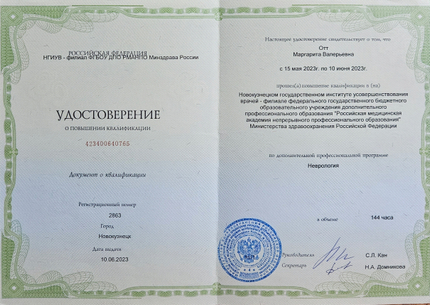 РОССИЙСКАЯ ФЕДЕРАЦИЯ
НГИУВ - филиал ФГБОУ ДПО РМАНПО Минздрава России
УДОСТОВЕРЕНИЕ
О ПОВЫШЕНИИ КВАЛИФИКАЦИИ
423400640765
Документ о квалификации
Регистрационный номер
2863
Город
Новокузнецк
Дата выдачи
10.06.2023
Настоящее удостоверение свидетельствует о том, что
Отт
Маргарита Валерьевна
с 15 мая 2023г. по 10 июня 2023г.
прошел(а) повышение квалификации в (на)
Новокузнецком государственном институте усовершенствования
врачей - филиале федерального государственного бюджетного
образовательного учреждения дополнительного
профессионального образования "Российская медицинская
академия непрерывного профессионального образования"
Министерства здравоохранения Российской Федерации
по дополнительной профессиональной программе
Неврология
в объеме 144 часа
Руководитель С.Л. Кан
Секретарь Н.А. Домникова